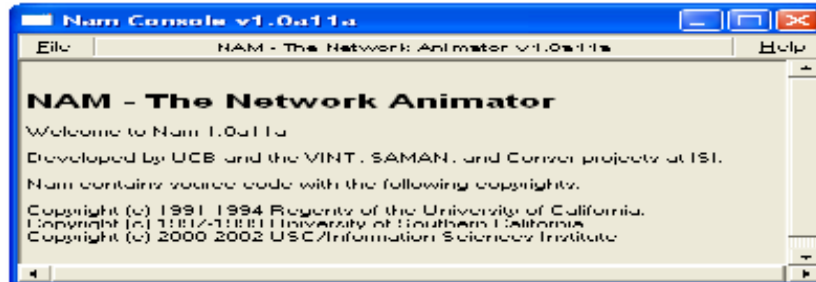 Nam Console v1.0a11a
File NAM - The Network Animator v1.0a11a Help
NAM - The Network Animator
Welcome to Nam 1.0a11a
Developed by UCB and the VINT, SAMAN, and Conser projects at ISI.
Nam contains source code with the following copyrights:
Copyright (c) 1991-1994 Regents of the University of California.
Copyright (c) 1997-1999 University of Southern California
Copyright (c) 2000-2002 USC/Information Sciences Institute